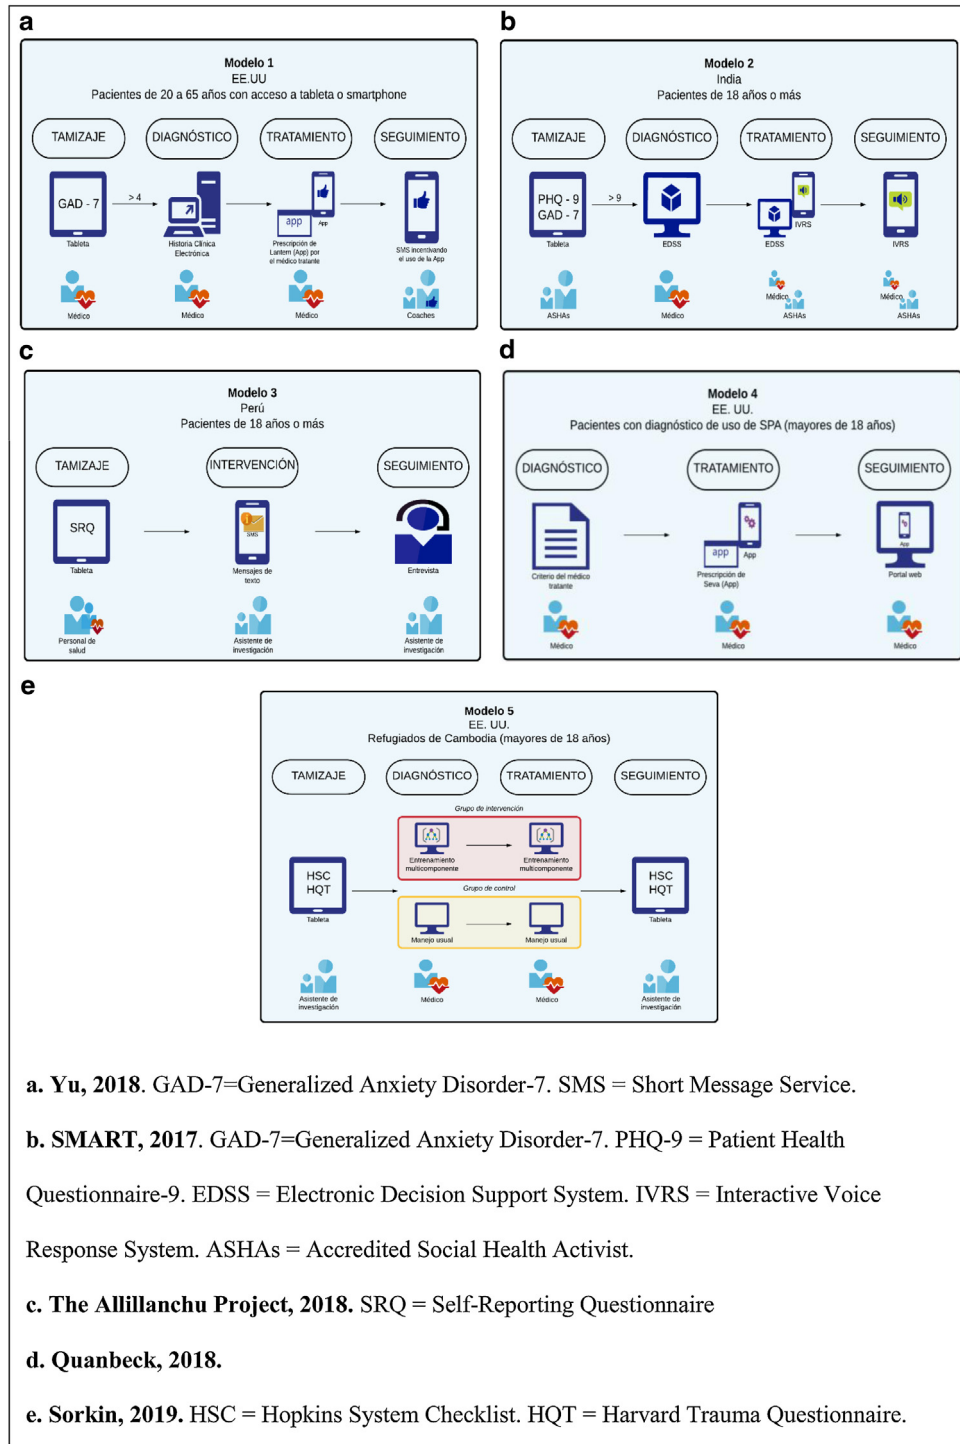 a
Modelo 1
EE.UU
Pacientes de 20 a 65 años con acceso a tableta o smartphone
TAMIZAJE
DIAGNÓSTICO
TRATAMIENTO
SEGUIMIENTO
GAD - 7
> 4
app
App
Tableta
Historia Clínica
Electrónica
Prescripción de
Lantern (App) por
el médico tratante
SMS incentivando
el uso de la App
Médico
Médico
Médico
Coaches
b
Modelo 2
India
Pacientes de 18 años o más
TAMIZAJE
DIAGNÓSTICO
TRATAMIENTO
SEGUIMIENTO
PHQ - 9
GAD - 7
> 9
Tableta
EDSS
EDSS
IVRS
IVRS
ASHAs
Médico
Médico
ASHAs
Médico
ASHAs
c
Modelo 3
Perú
Pacientes de 18 años o más
TAMIZAJE
INTERVENCIÓN
SEGUIMIENTO
SRQ
SMS
Tableta
Mensajes de
texto
Entrevista
Personal de
salud
Asistente de
investigación
Asistente de
investigación
d
Modelo 4
EE. UU.
Pacientes con diagnóstico de uso de SPA (mayores de 18 años)
DIAGNÓSTICO
TRATAMIENTO
SEGUIMIENTO
app
App
App
Criterio del médico
tratante
Prescripción de
Seva (App)
Portal web
Médico
Médico
Médico
e
Modelo 5
EE. UU.
Refugiados de Cambodia (mayores de 18 años)
TAMIZAJE
DIAGNÓSTICO
TRATAMIENTO
SEGUIMIENTO
Grupo de intervención
Entrenamiento
multicomponente
Entrenamiento
multicomponente
HSC
HQT
Tableta
Grupo de control
Manejo usual
Manejo usual
HSC
HQT
Tableta
Asistente de
investigación
Médico
Médico
Asistente de
investigación
a. Yu, 2018. GAD-7=Generalized Anxiety Disorder-7. SMS = Short Message Service.
b. SMART, 2017. GAD-7=Generalized Anxiety Disorder-7. PHQ-9 = Patient Health
Questionnaire-9. EDSS = Electronic Decision Support System. IVRS = Interactive Voice
Response System. ASHAs = Accredited Social Health Activist.
c. The Allillanchu Project, 2018. SRQ = Self-Reporting Questionnaire
d. Quanbeck, 2018.
e. Sorkin, 2019. HSC = Hopkins System Checklist. HQT = Harvard Trauma Questionnaire.